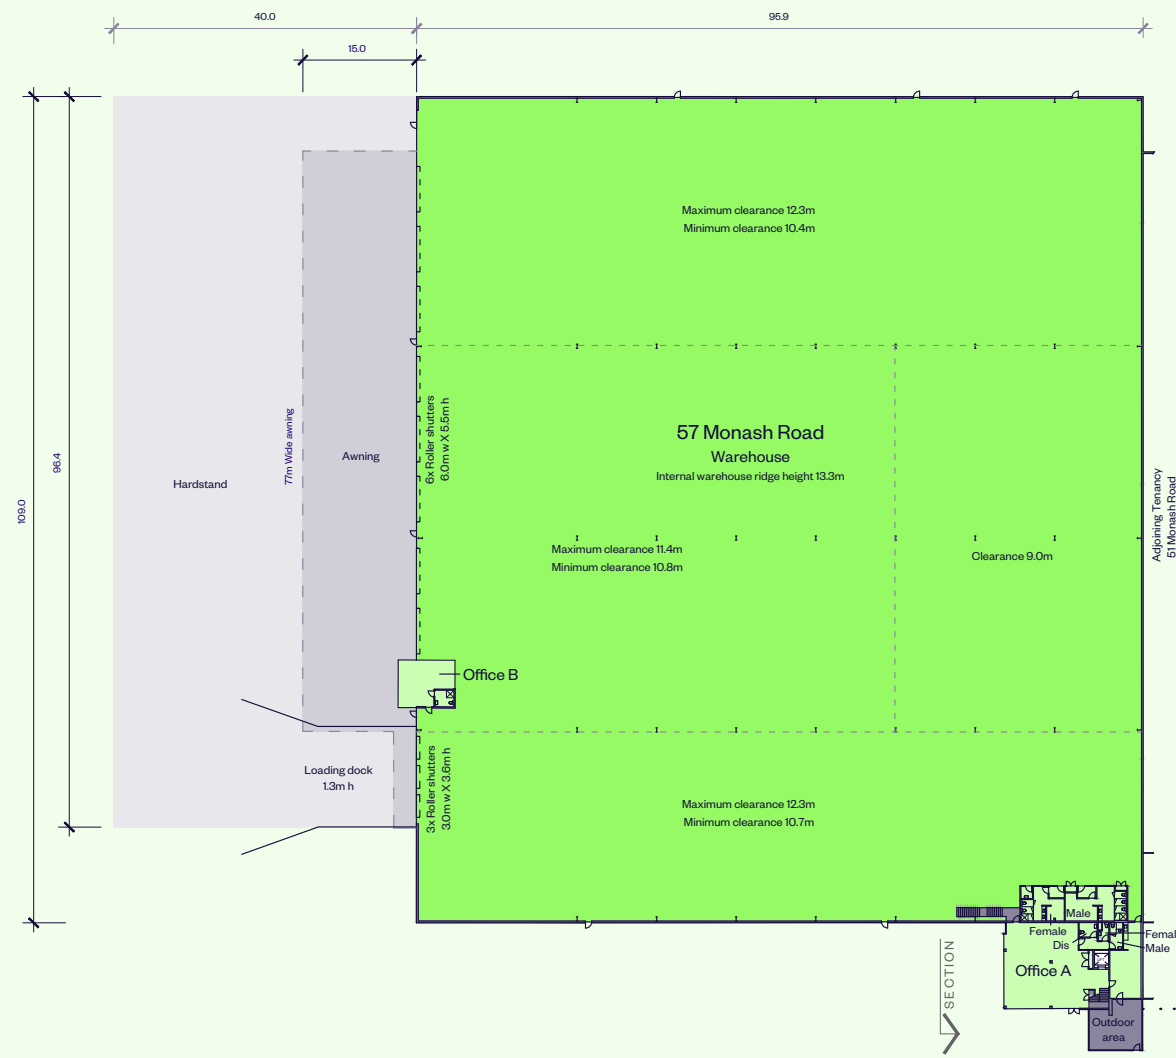 40.0
95.9
15.0
Maximum clearance 12.3m
Minimum clearance 10.4m
109.0
96.4
Hardstand
77m Wide awning
Awning
6x Roller shutters
6.0m w X 5.5m h
57 Monash Road
Warehouse
Internal warehouse ridge height 13.3m
Maximum clearance 11.4m
Minimum clearance 10.8m
Clearance 9.0m
Adjoining Tenancy
51 Monash Road
Office B
Loading dock
1.3m h
3x Roller shutters
3.0m w X 3.6m h
Maximum clearance 12.3m
Minimum clearance 10.7m
Male
Female
Dis
Femal
Male
Office A
SECTION
Outdoor
area